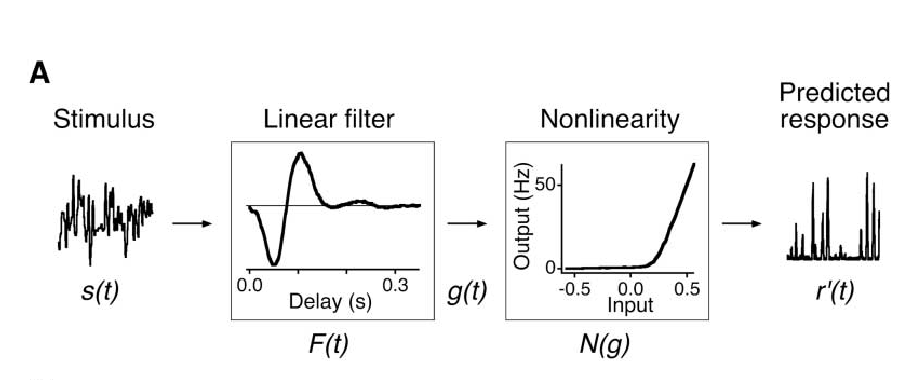 A
Stimulus
Linear filter
Nonlinearity
Predicted
response
Output (Hz)
50
0
0.0
0.3
Delay (s)
-0.5
0.0
0.5
Input
s(t)
g(t)
r'(t)
F(t)
N(g)